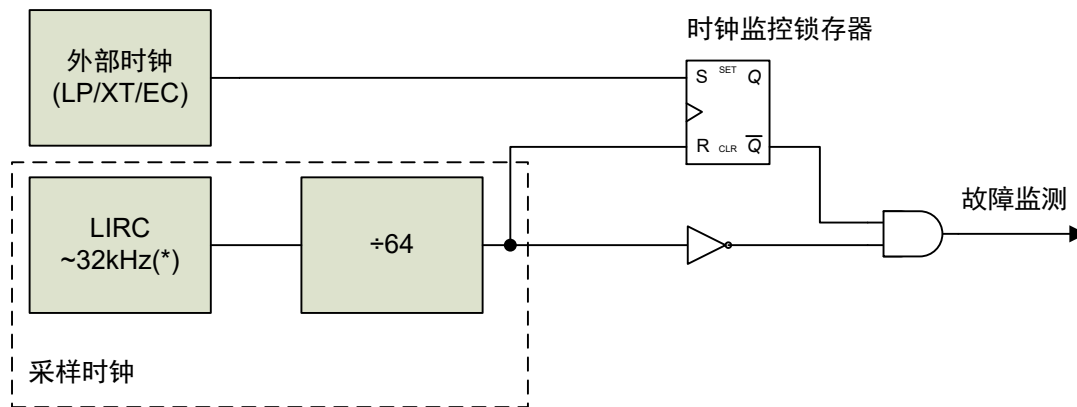 时钟监控锁存器
外部时钟
(LP/XT/EC)
S SET Q
R CLR Q̅
LIRC
~32kHz(*)
÷64
故障监测
采样时钟